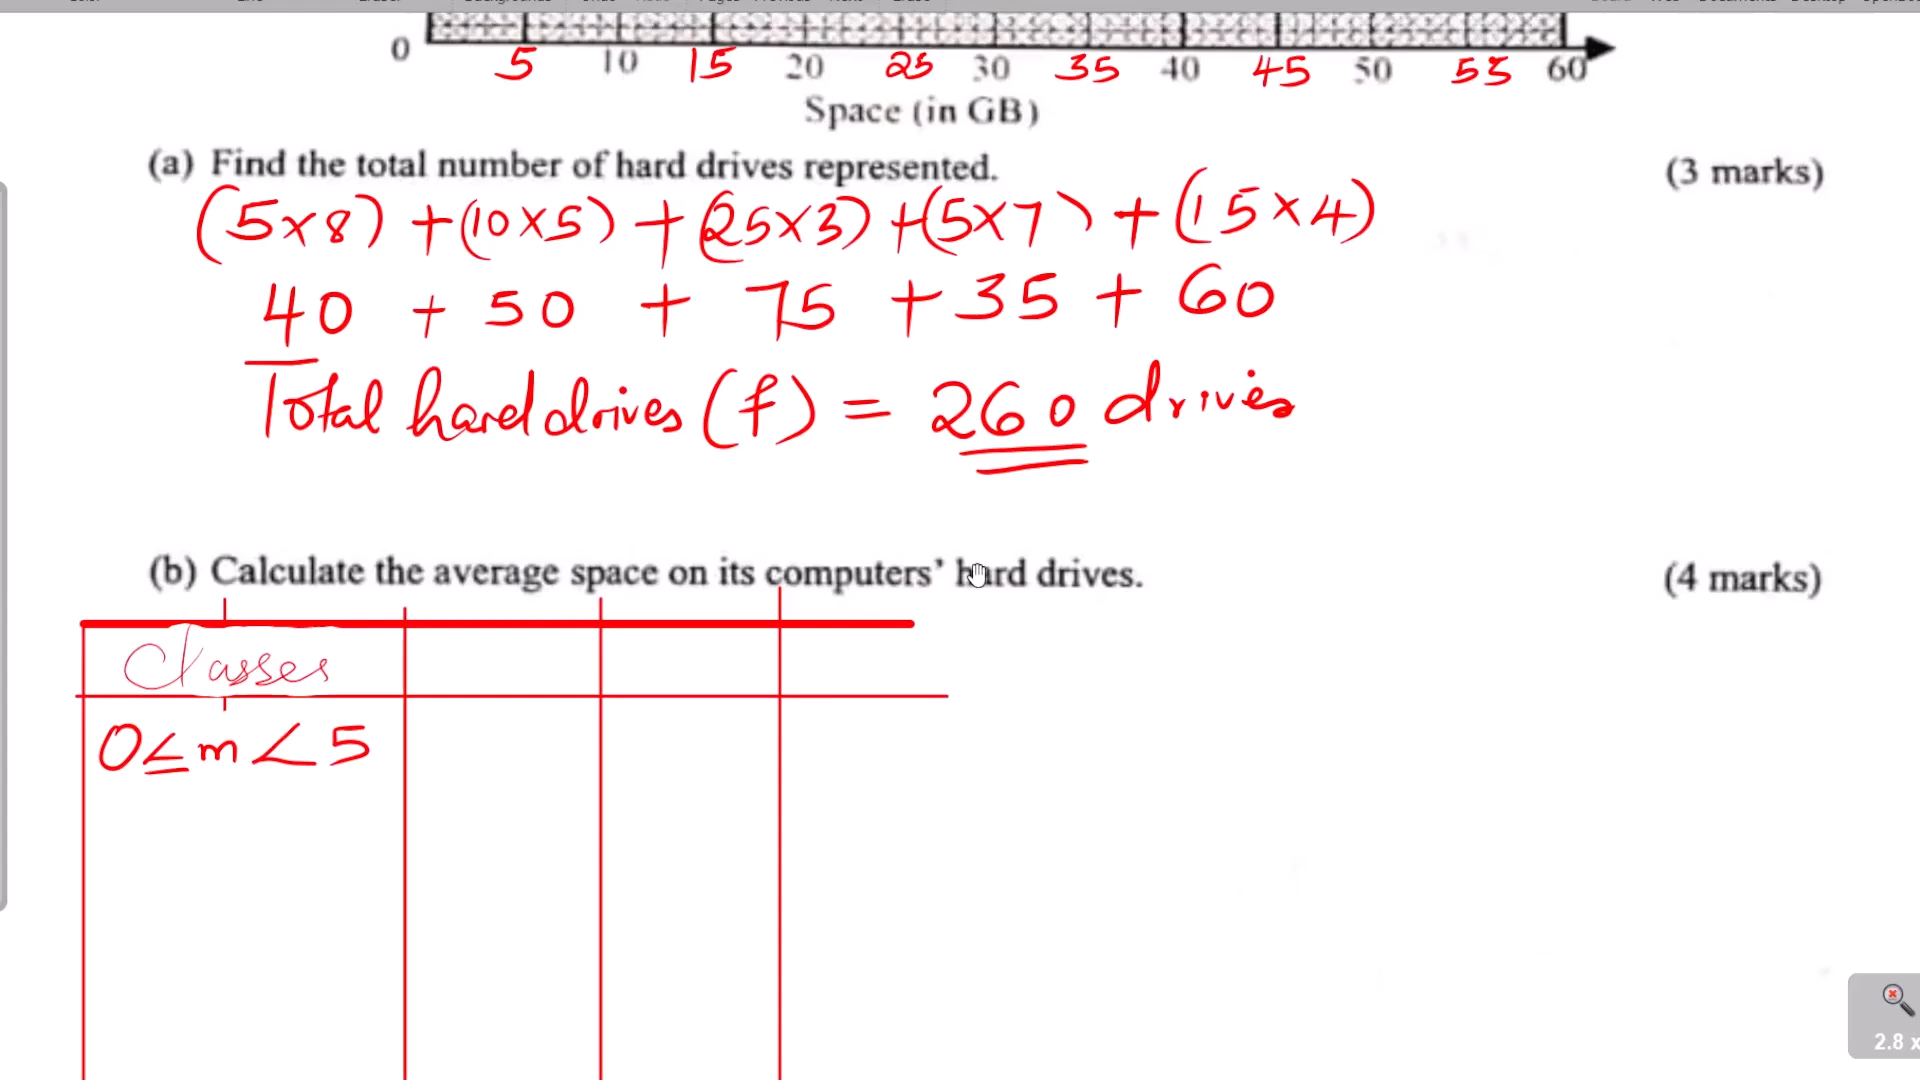 0 5 10 15 20 25 30 35 40 45 50 55 60
Space (in GB)
(a) Find the total number of hard drives represented. (3 marks)
(5×8) + (10×5) + (25×3) + (5×7) + (15×4)
40 + 50 + 75 + 35 + 60
Total hard drives (f) = 260 drives
(b) Calculate the average space on its computers' hard drives. (4 marks)
Classes
0≤m<5
2.8 x